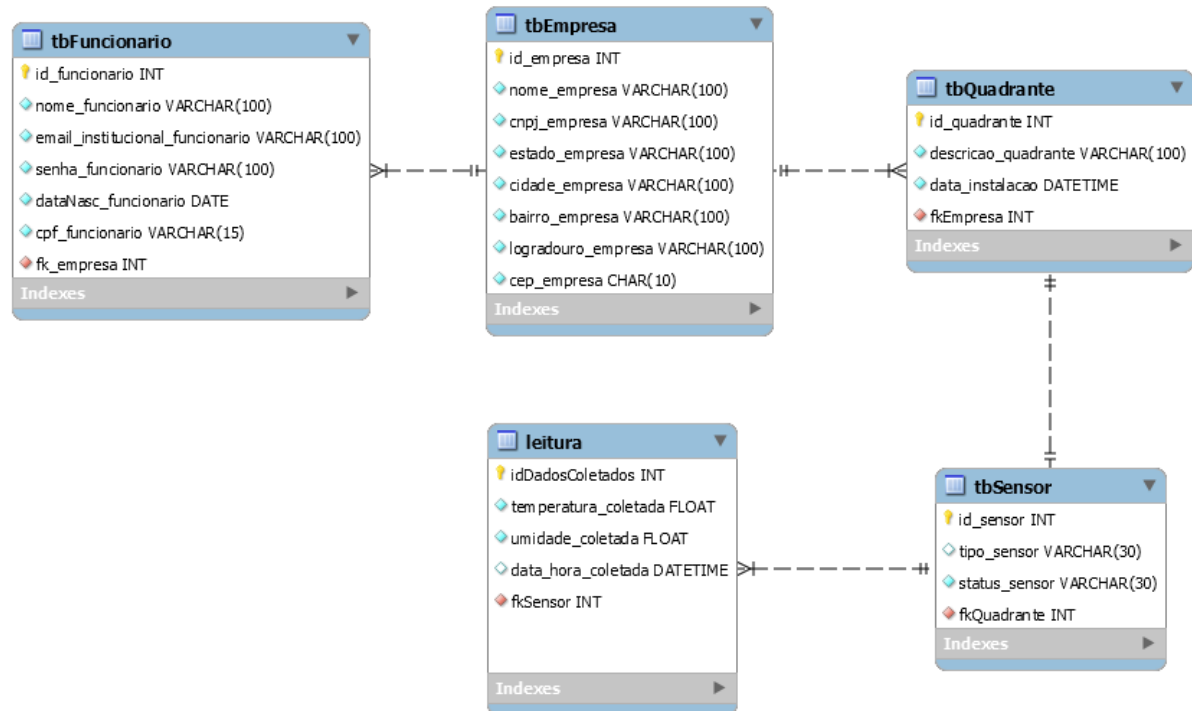 tbFuncionario
id_funcionario INT
nome_funcionario VARCHAR(100)
email_institucional_funcionario VARCHAR(100)
senha_funcionario VARCHAR(100)
dataNasc_funcionario DATE
cpf_funcionario VARCHAR(15)
fk_empresa INT
Indexes
tbEmpresa
id_empresa INT
nome_empresa VARCHAR(100)
cnpj_empresa VARCHAR(100)
estado_empresa VARCHAR(100)
cidade_empresa VARCHAR(100)
bairro_empresa VARCHAR(100)
logradouro_empresa VARCHAR(100)
cep_empresa CHAR(10)
Indexes
tbQuadrante
id_quadrante INT
descricao_quadrante VARCHAR(100)
data_instalacao DATETIME
fkEmpresa INT
Indexes
leitura
idDadosColetados INT
temperatura_coletada FLOAT
umidade_coletada FLOAT
data_hora_coletada DATETIME
fkSensor INT
Indexes
tbSensor
id_sensor INT
tipo_sensor VARCHAR(30)
status_sensor VARCHAR(30)
fkQuadrante INT
Indexes